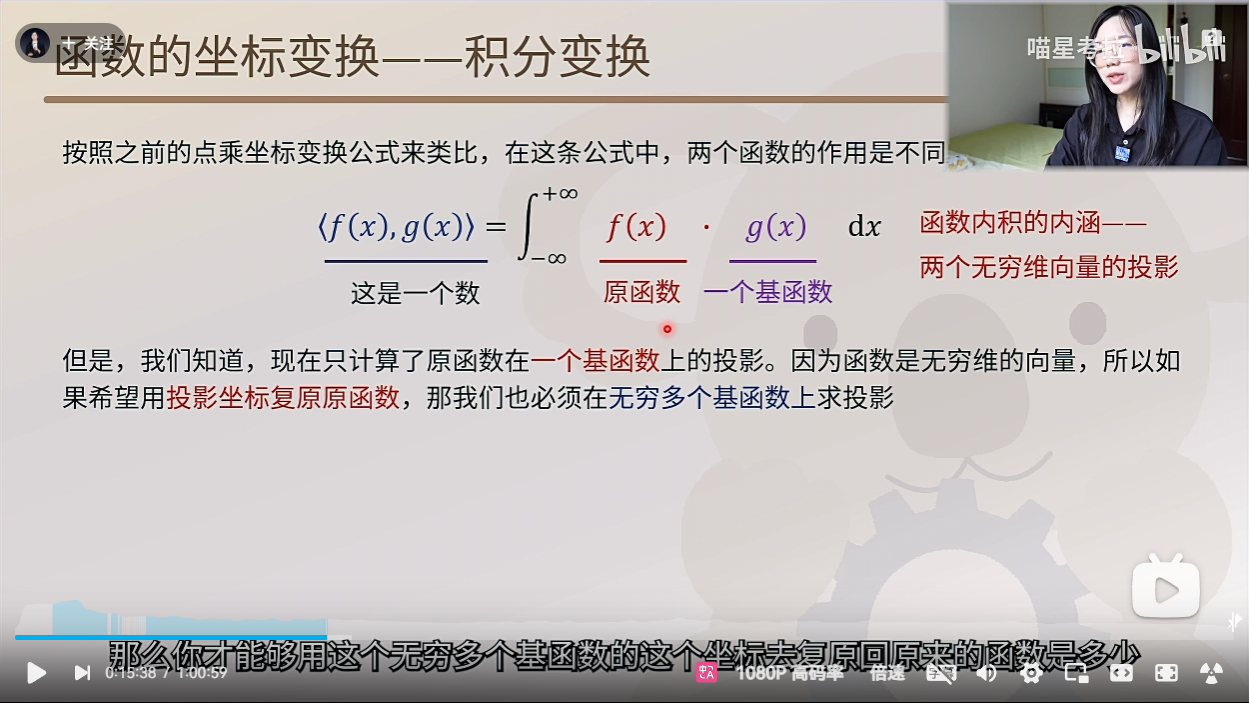 函数的坐标变换——积分变换
+ 关注
喵星考拉 bilibili
按照之前的点乘坐标变换公式来类比，在这条公式中，两个函数的作用是不同
⟨f(x), g(x)⟩ = ∫_{−∞}^{+∞} f(x) · g(x) dx
函数内积的内涵——
两个无穷维向量的投影
这是一个数 原函数 一个基函数
但是，我们知道，现在只计算了原函数在一个基函数上的投影。因为函数是无穷维的向量，所以如
果希望用投影坐标复原原函数，那我们也必须在无穷多个基函数上求投影
那么你才能够用这个无穷多个基函数的这个坐标去复原回原来的函数是多少
0:15:38 / 1:00:59
1080P 高码率 倍速